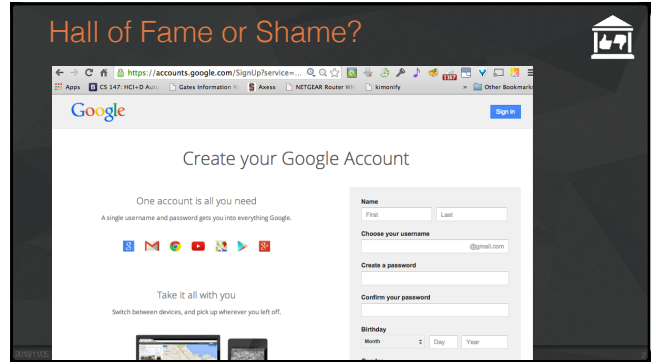 Hall of Fame or Shame?
https://accounts.google.com/SignUp?service=...
Apps CS 147: HCI+D Autu Gates Information Axess NETGEAR Router kimonify » Other Bookmark
Google
Sign in
Create your Google Account
One account is all you need
A single username and password gets you into everything Google.
Take it all with you
Switch between devices, and pick up wherever you left off.
Name
First Last
Choose your username
@gmail.com
Create a password
Confirm your password
Birthday
Month Day Year